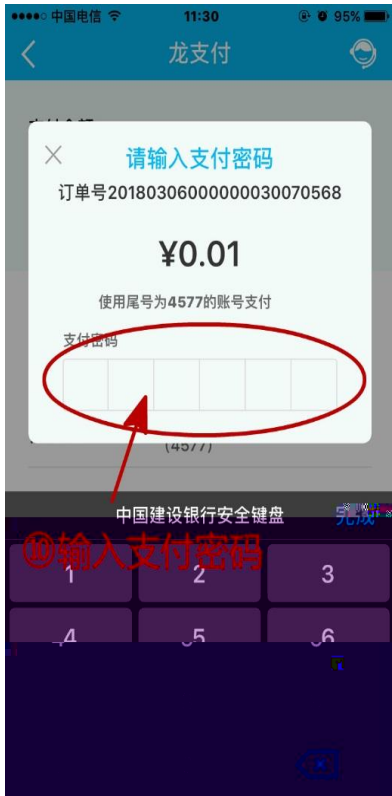 中国电信 11:30 95%
龙支付
请输入支付密码
订单号20180306000000030070568
¥0.01
使用尾号为4577的账号支付
支付密码
(4577)
中国建设银行安全键盘 完成
⑩输入支付密码
1 2 3
4 5 6